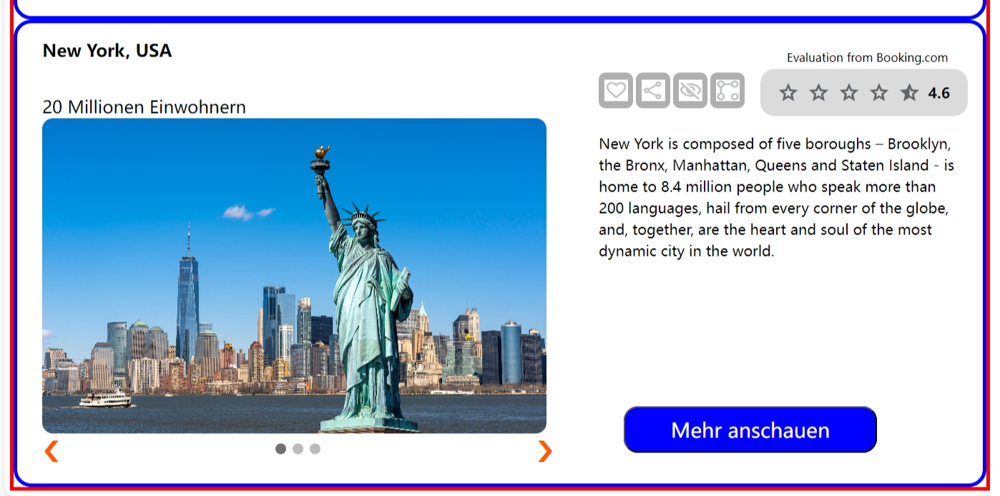 New York, USA
20 Millionen Einwohnern
Evaluation from Booking.com
4.6
New York is composed of five boroughs – Brooklyn,
the Bronx, Manhattan, Queens and Staten Island - is
home to 8.4 million people who speak more than
200 languages, hail from every corner of the globe,
and, together, are the heart and soul of the most
dynamic city in the world.
Mehr anschauen